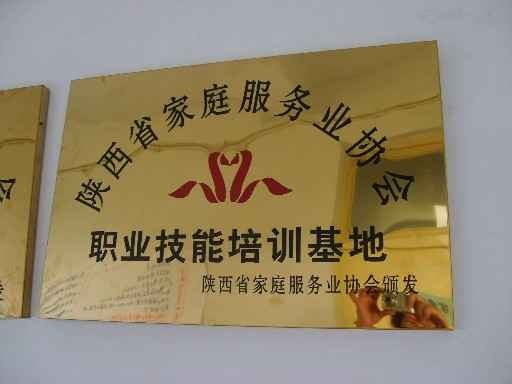 陕西省家庭服务业协会
职业技能培训基地
陕西省家庭服务业协会颁发